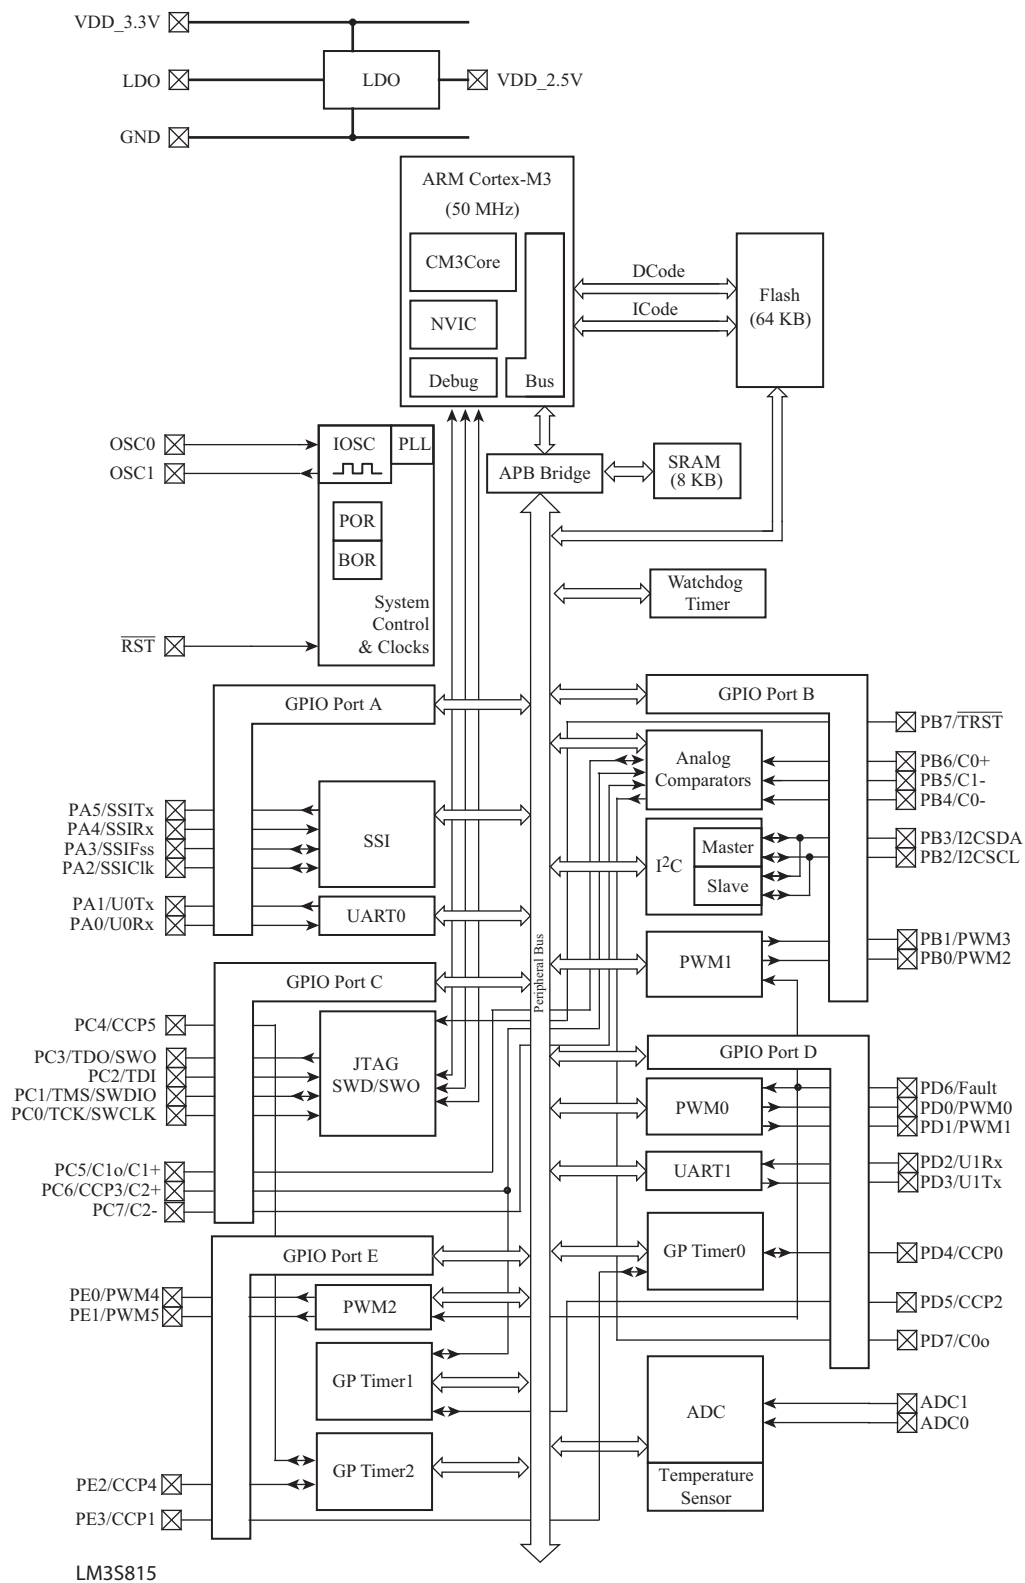 VDD_3.3V
LDO
LDO
VDD_2.5V
GND
ARM Cortex-M3
(50 MHz)
CM3Core
NVIC
Debug
Bus
DCode
ICode
Flash
(64 KB)
OSC0
OSC1
IOSC
PLL
POR
BOR
System
Control
& Clocks
RST
APB Bridge
SRAM
(8 KB)
Watchdog
Timer
Peripheral Bus
GPIO Port A
PA5/SSITx
PA4/SSIRx
PA3/SSIFss
PA2/SSIClk
SSI
PA1/U0Tx
PA0/U0Rx
UART0
GPIO Port B
PB7/TRST
Analog
Comparators
PB6/C0+
PB5/C1-
PB4/C0-
I2C
Master
Slave
PB3/I2CSDA
PB2/I2CSCL
PWM1
PB1/PWM3
PB0/PWM2
GPIO Port C
PC4/CCP5
PC3/TDO/SWO
PC2/TDI
PC1/TMS/SWDIO
PC0/TCK/SWCLK
JTAG
SWD/SWO
PC5/C1o/C1+
PC6/CCP3/C2+
PC7/C2-
GPIO Port D
PWM0
PD6/Fault
PD0/PWM0
PD1/PWM1
UART1
PD2/U1Rx
PD3/U1Tx
GP Timer0
PD4/CCP0
PD5/CCP2
PD7/C0o
GPIO Port E
PE0/PWM4
PE1/PWM5
PWM2
GP Timer1
GP Timer2
PE2/CCP4
PE3/CCP1
ADC
ADC1
ADC0
Temperature
Sensor
LM3S815